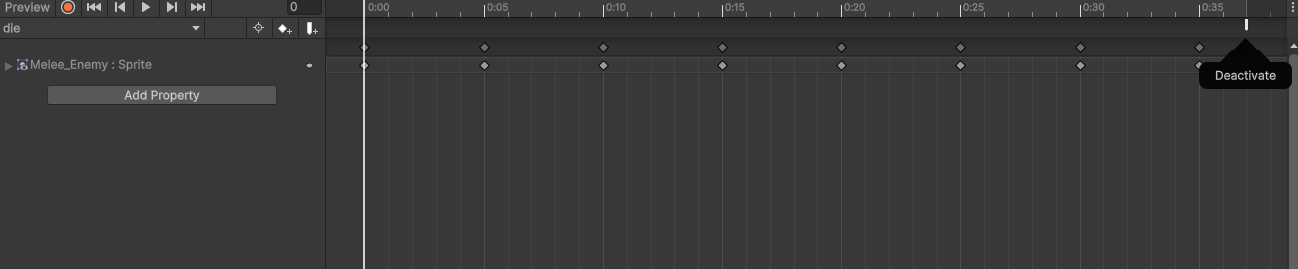 Preview 0 0:00 0:05 0:10 0:15 0:20 0:25 0:30 0:35
die
Melee_Enemy : Sprite
Deactivate
Add Property